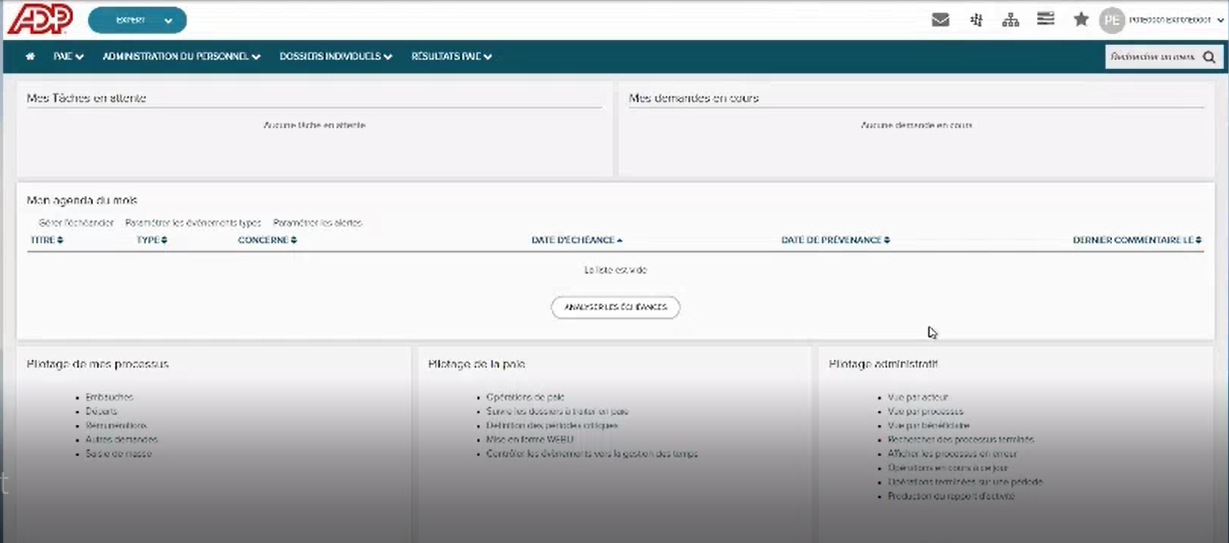 ADP
EXPERT
PE
PAIE
ADMINISTRATION DU PERSONNEL
DOSSIERS INDIVIDUELS
RÉSULTATS PAIE
Rechercher un menu
Mes Tâches en attente
Aucune tâche en attente
Mes demandes en cours
Aucune demande en cours
Mon agenda du mois
Gérer l'échéancier Paramétrer les événements types Paramétrer les alertes
TITRE TYPE CONCERNE DATE D'ÉCHÉANCE DATE DE PRÉVENANCE DERNIER COMMENTAIRE LE
La liste est vide
ANALYSER LES ÉCHÉANCES
Pilotage de mes processus
Embauches
Départs
Rémunérations
Autres demandes
Saisie de masse
Pilotage de la paie
Opérations de paie
Suivre les dossiers à traiter en paie
Définition des périodes critiques
Mise en forme WEBU
Contrôler les évènements vers la gestion des temps
Pilotage administratif
Vue par acteur
Vue par processus
Vue par bénéficiaire
Rechercher des processus terminés
Afficher les processus en erreur
Opérations en cours à ce jour
Opérations terminées sur une période
Production du rapport d'activité
t